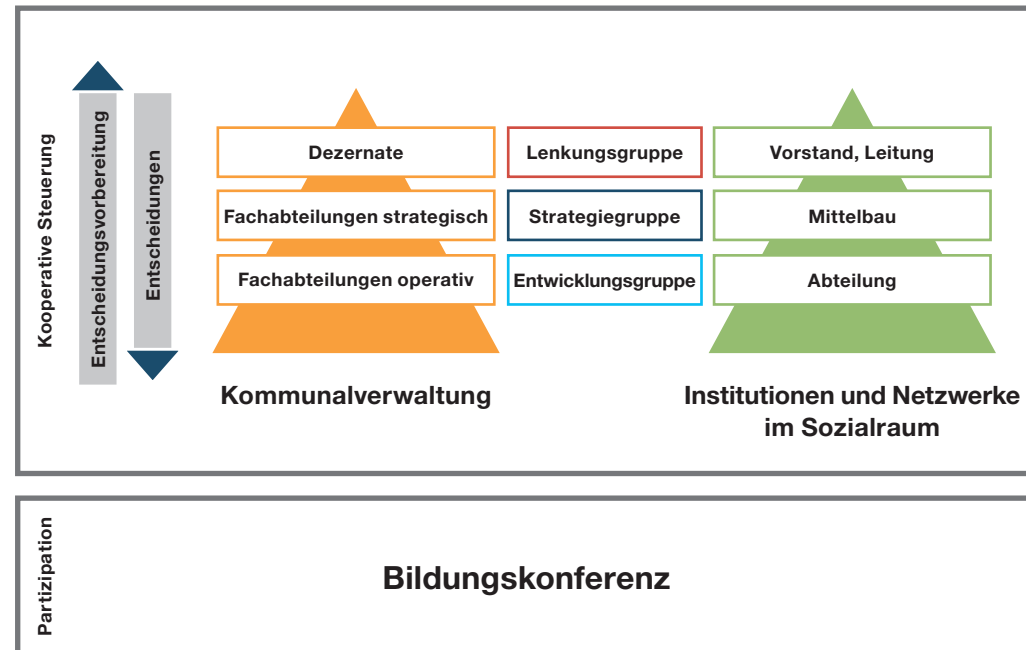 Kooperative Steuerung
Entscheidungsvorbereitung
Entscheidungen
Dezernate
Lenkungsgruppe
Vorstand, Leitung
Fachabteilungen strategisch
Strategiegruppe
Mittelbau
Fachabteilungen operativ
Entwicklungsgruppe
Abteilung
Kommunalverwaltung
Institutionen und Netzwerke
im Sozialraum
Partizipation
Bildungskonferenz